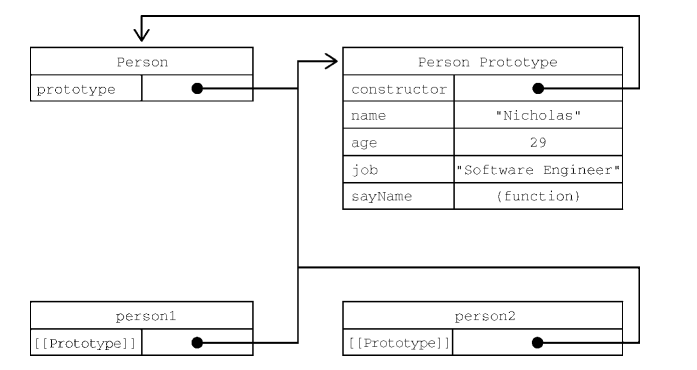 Person
prototype
Person Prototype
constructor
name "Nicholas"
age 29
job "Software Engineer"
sayName (function)
person1
[[Prototype]]
person2
[[Prototype]]